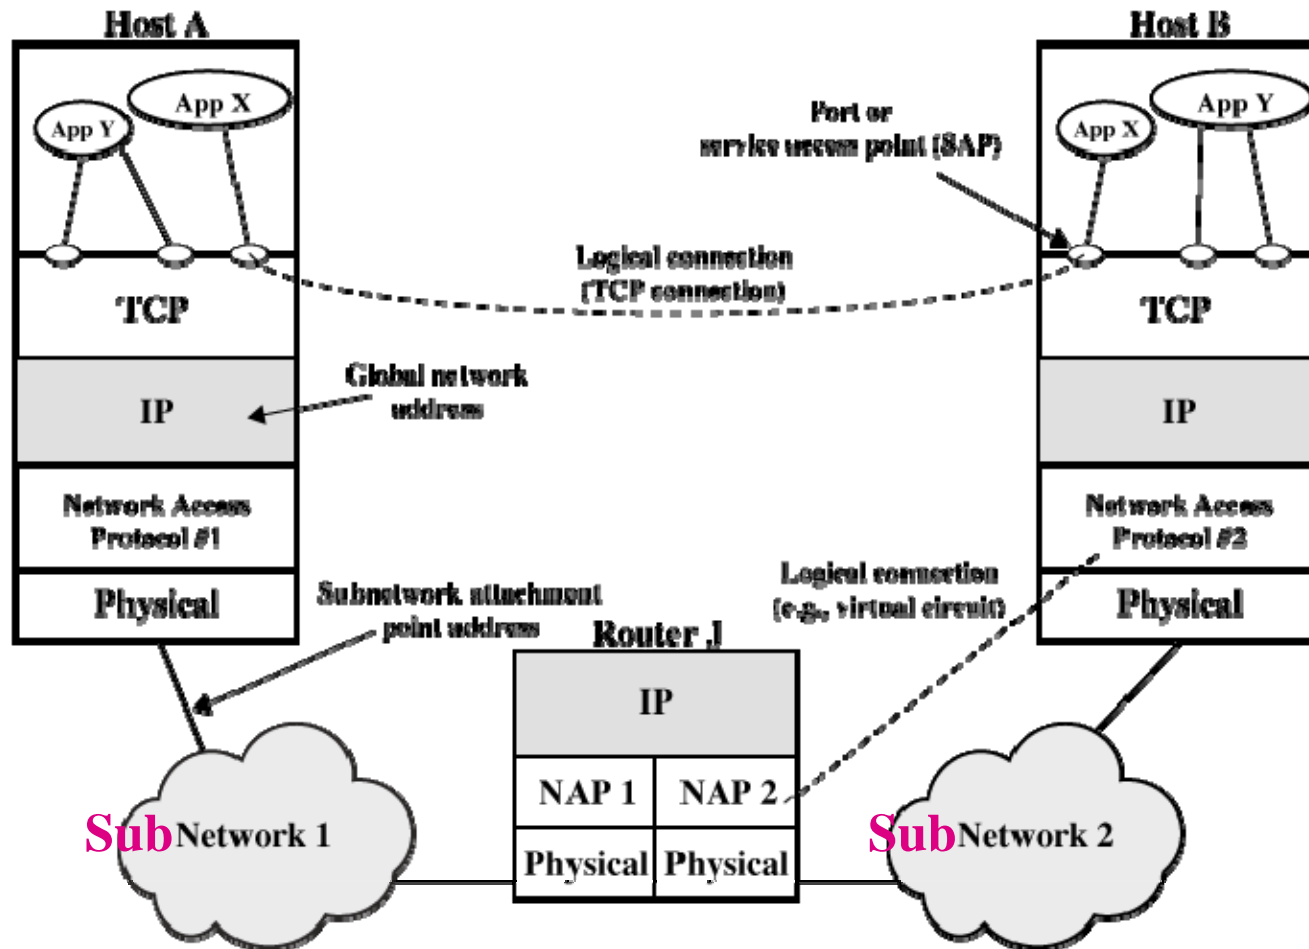 Host A
Host B
App X
App Y
App Y
App X
Port or
service access point (SAP)
Logical connection
(TCP connection)
TCP
TCP
Global network
address
IP
IP
Network Access
Protocol #1
Network Access
Protocol #2
Logical connection
(e.g., virtual circuit)
Physical
Physical
Subnetwork attachment
point address
Router J
IP
NAP 1
NAP 2
SubNetwork 1
SubNetwork 2
Physical
Physical